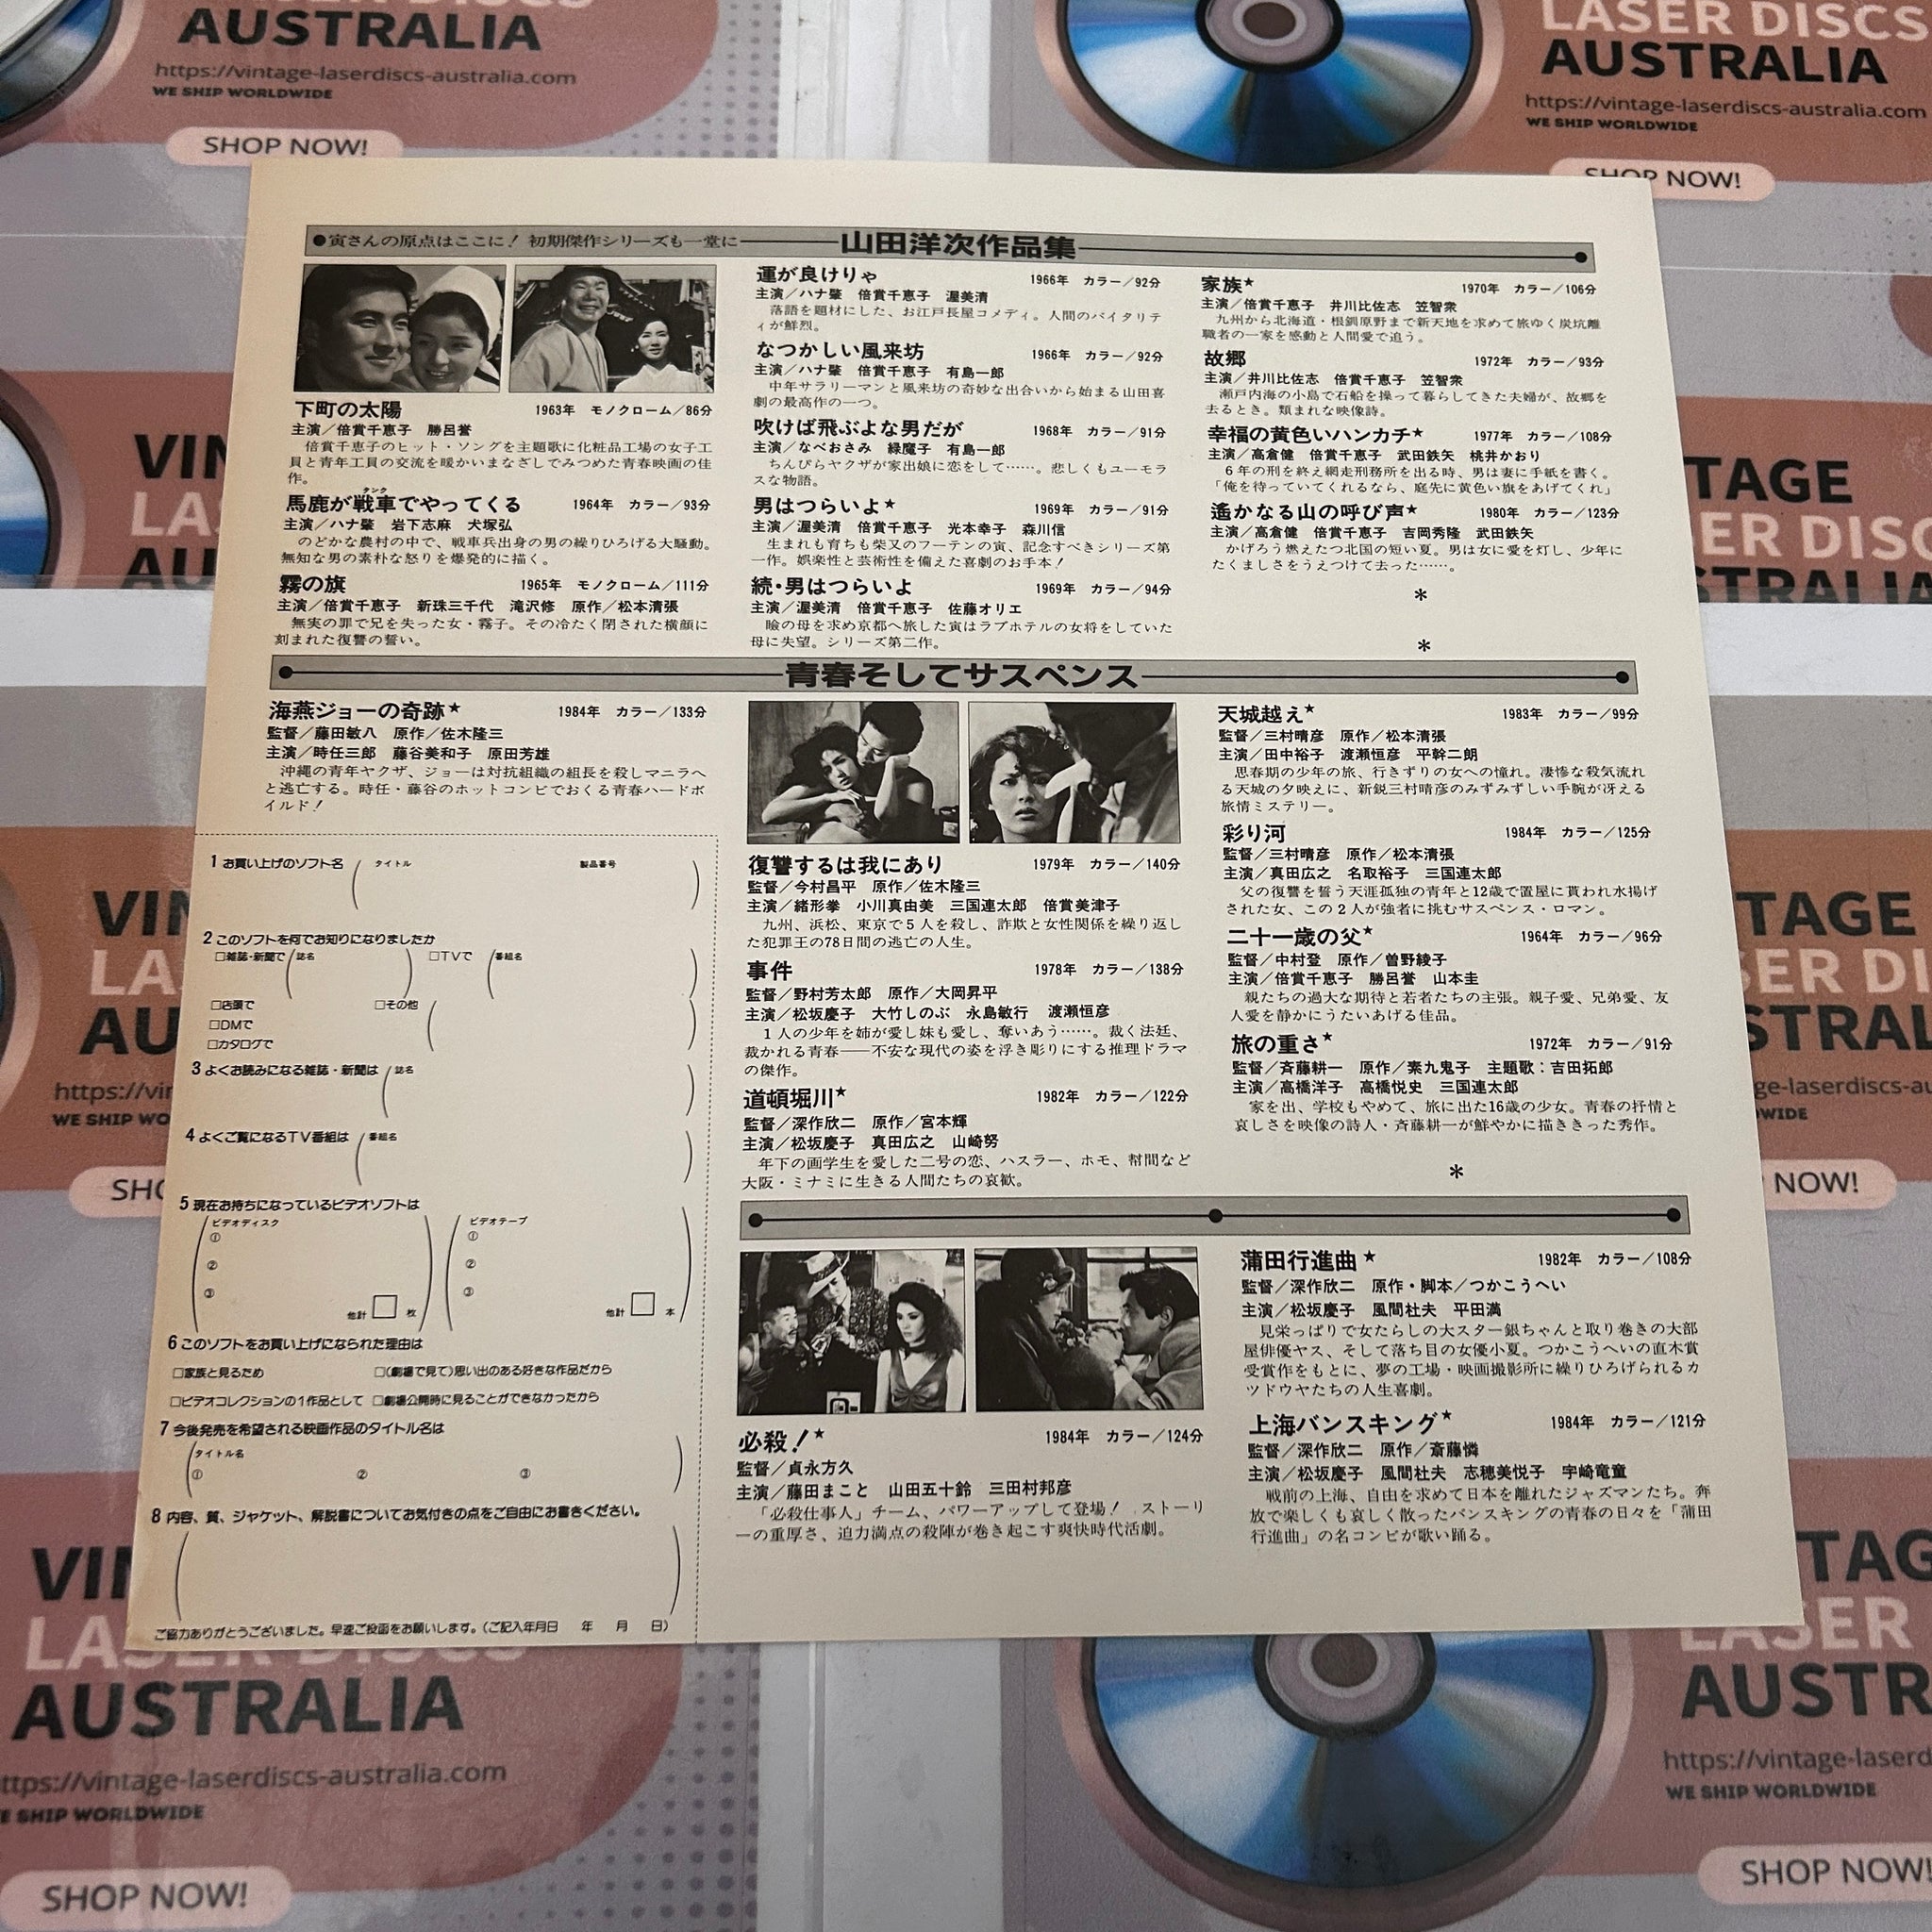 LASER DISCS
AUSTRALIA
https://vintage-laserdiscs-australia.com
WE SHIP WORLDWIDE
SHOP NOW!
LASER DISCS
AUSTRALIA
https://vintage-laserdiscs-australia.com
WE SHIP WORLDWIDE
SHOP NOW!
●寅さんの原点はここに！初期傑作シリーズも一堂に
山田洋次作品集
下町の太陽 1963年 モノクローム／86分
主演／倍賞千恵子 勝呂誉
倍賞千恵子のヒット・ソングを主題歌に化粧品工場の女子工
員と青年工員の交流を暖かいまなざしでみつめた青春映画の佳
作。
馬鹿が戦車でやってくる 1964年 カラー／93分
タンク
主演／ハナ肇 岩下志麻 犬塚弘
のどかな農村の中で、戦車兵出身の男の繰りひろげる大騒動。
無知な男の素朴な怒りを爆発的に描く。
霧の旗 1965年 モノクローム／111分
主演／倍賞千恵子 新珠三千代 滝沢修 原作／松本清張
無実の罪で兄を失った女・霧子。その冷たく閉された横顔に
刻まれた復讐の誓い。
運が良けりゃ 1966年 カラー／92分
主演／ハナ肇 倍賞千恵子 渥美清
落語を題材にした、お江戸長屋コメディ。人間のバイタリテ
ィが鮮烈。
なつかしい風来坊 1966年 カラー／92分
主演／ハナ肇 倍賞千恵子 有島一郎
中年サラリーマンと風来坊の奇妙な出合いから始まる山田喜
劇の最高作の一つ。
吹けば飛ぶよな男だが 1968年 カラー／91分
主演／なべおさみ 緑魔子 有島一郎
ちんぴらヤクザが家出娘に恋をして……。悲しくもユーモラ
スな物語。
男はつらいよ★ 1969年 カラー／91分
主演／渥美清 倍賞千恵子 光本幸子 森川信
生まれも育ちも柴又のフーテンの寅、記念すべきシリーズ第
一作。娯楽性と芸術性を備えた喜劇のお手本！
続・男はつらいよ 1969年 カラー／94分
主演／渥美清 倍賞千恵子 佐藤オリエ
瞼の母を求め京都へ旅した寅はラブホテルの女将をしていた
母に失望。シリーズ第二作。
家族★ 1970年 カラー／106分
主演／倍賞千恵子 井川比佐志 笠智衆
九州から北海道・根釧原野まで新天地を求めて旅ゆく炭坑離
職者の一家を感動と人間愛で追う。
故郷 1972年 カラー／93分
主演／井川比佐志 倍賞千恵子 笠智衆
瀬戸内海の小島で石船を操って暮らしてきた夫婦が、故郷を
去るとき。類まれな映像詩。
幸福の黄色いハンカチ★ 1977年 カラー／108分
主演／高倉健 倍賞千恵子 武田鉄矢 桃井かおり
6年の刑を終え網走刑務所を出る時、男は妻に手紙を書く。
「俺を待っていてくれるなら、庭先に黄色い旗をあげてくれ」
遙かなる山の呼び声★ 1980年 カラー／123分
主演／高倉健 倍賞千恵子 吉岡秀隆 武田鉄矢
かげろう燃えたつ北国の短い夏。男は女に愛を灯し、少年に
たくましさをうえつけて去った……。
＊
＊
青春そしてサスペンス
海燕ジョーの奇跡★ 1984年 カラー／133分
監督／藤田敏八 原作／佐木隆三
主演／時任三郎 藤谷美和子 原田芳雄
沖縄の青年ヤクザ、ジョーは対抗組織の組長を殺しマニラへ
と逃亡する。時任・藤谷のホットコンビでおくる青春ハードボ
イルド！
復讐するは我にあり 1979年 カラー／140分
監督／今村昌平 原作／佐木隆三
主演／緒形拳 小川真由美 三国連太郎 倍賞美津子
九州、浜松、東京で5人を殺し、詐欺と女性関係を繰り返し
た犯罪王の78日間の逃亡の人生。
事件 1978年 カラー／138分
監督／野村芳太郎 原作／大岡昇平
主演／松坂慶子 大竹しのぶ 永島敏行 渡瀬恒彦
1人の少年を姉が愛し妹も愛し、奪いあう……。裁く法廷、
裁かれる青春――不安な現代の姿を浮き彫りにする推理ドラマ
の傑作。
道頓堀川★ 1982年 カラー／122分
監督／深作欣二 原作／宮本輝
主演／松坂慶子 真田広之 山崎努
年下の画学生を愛した二号の恋、ハスラー、ホモ、幇間など
大阪・ミナミに生きる人間たちの哀歓。
天城越え★ 1983年 カラー／99分
監督／三村晴彦 原作／松本清張
主演／田中裕子 渡瀬恒彦 平幹二朗
思春期の少年の旅、行きずりの女への憧れ。凄惨な殺気流れ
る天城の夕映えに、新鋭三村晴彦のみずみずしい手腕が冴える
旅情ミステリー。
彩り河 1984年 カラー／125分
監督／三村晴彦 原作／松本清張
主演／真田広之 名取裕子 三国連太郎
父の復讐を誓う天涯孤独の青年と12歳で置屋に貰われ水揚げ
された女、この2人が強者に挑むサスペンス・ロマン。
二十一歳の父★ 1964年 カラー／96分
監督／中村登 原作／曽野綾子
主演／倍賞千恵子 勝呂誉 山本圭
親たちの過大な期待と若者たちの主張。親子愛、兄弟愛、友
人愛を静かにうたいあげる佳品。
旅の重さ★ 1972年 カラー／91分
監督／斉藤耕一 原作／素九鬼子 主題歌：吉田拓郎
主演／高橋洋子 高橋悦史 三国連太郎
家を出、学校もやめて、旅に出た16歳の少女。青春の抒情と
哀しさを映像の詩人・斉藤耕一が鮮やかに描ききった秀作。
＊
必殺！★ 1984年 カラー／124分
監督／貞永方久
主演／藤田まこと 山田五十鈴 三田村邦彦
「必殺仕事人」チーム、パワーアップして登場！ ストーリ
ーの重厚さ、迫力満点の殺陣が巻き起こす爽快時代活劇。
蒲田行進曲★ 1982年 カラー／108分
監督／深作欣二 原作・脚本／つかこうへい
主演／松坂慶子 風間杜夫 平田満
見栄っぱりで女たらしの大スター銀ちゃんと取り巻きの大部
屋俳優ヤス、そして落ち目の女優小夏。つかこうへいの直木賞
受賞作をもとに、夢の工場・映画撮影所に繰りひろげられるカ
ツドウヤたちの人生喜劇。
上海バンスキング★ 1984年 カラー／121分
監督／深作欣二 原作／斎藤憐
主演／松坂慶子 風間杜夫 志穂美悦子 宇崎竜童
戦前の上海、自由を求めて日本を離れたジャズマンたち。奔
放で楽しくも哀しく散ったバンスキングの青春の日々を「蒲田
行進曲」の名コンビが歌い踊る。
1 お買い上げのソフト名 タイトル 製品番号
2 このソフトを何でお知りになりましたか
□雑誌・新聞で 誌名 □TVで 番組名
□店頭で □その他
□DMで
□カタログで
3 よくお読みになる雑誌・新聞は 誌名
4 よくご覧になるTV番組は 番組名
5 現在お持ちになっているビデオソフトは
ビデオディスク ビデオテープ
① ①
② ②
③ ③
他計□枚 他計□本
6 このソフトをお買い上げになられた理由は
□家族と見るため □(劇場で見て)思い出のある好きな作品だから
□ビデオコレクションの1作品として □劇場公開時に見ることができなかったから
7 今後発売を希望される映画作品のタイトル名は
タイトル名
① ② ③
8 内容、質、ジャケット、解説書についてお気付きの点をご自由にお書きください。
ご協力ありがとうございました。早速ご投函をお願いします。(ご記入年月日 年 月 日)
LASER DISCS
AUSTRALIA
https://vintage-laserdiscs-australia.com
WE SHIP WORLDWIDE
SHOP NOW!
LASER
https://vintage-laserd
WE SHIP WORLDWIDE
SHOP NOW!